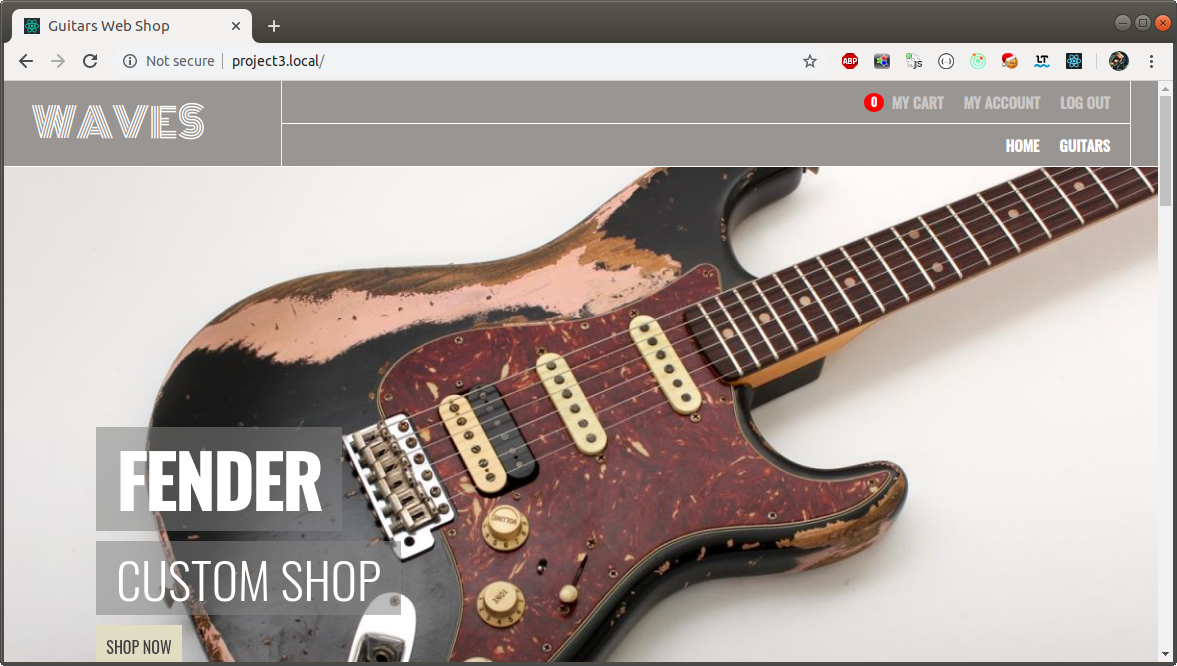 Guitars Web Shop
Not secure project3.local/
ABP JS LT
WAVES
0 MY CART MY ACCOUNT LOG OUT
HOME GUITARS
VOLUME
TONE
FENDER
CUSTOM SHOP
SHOP NOW